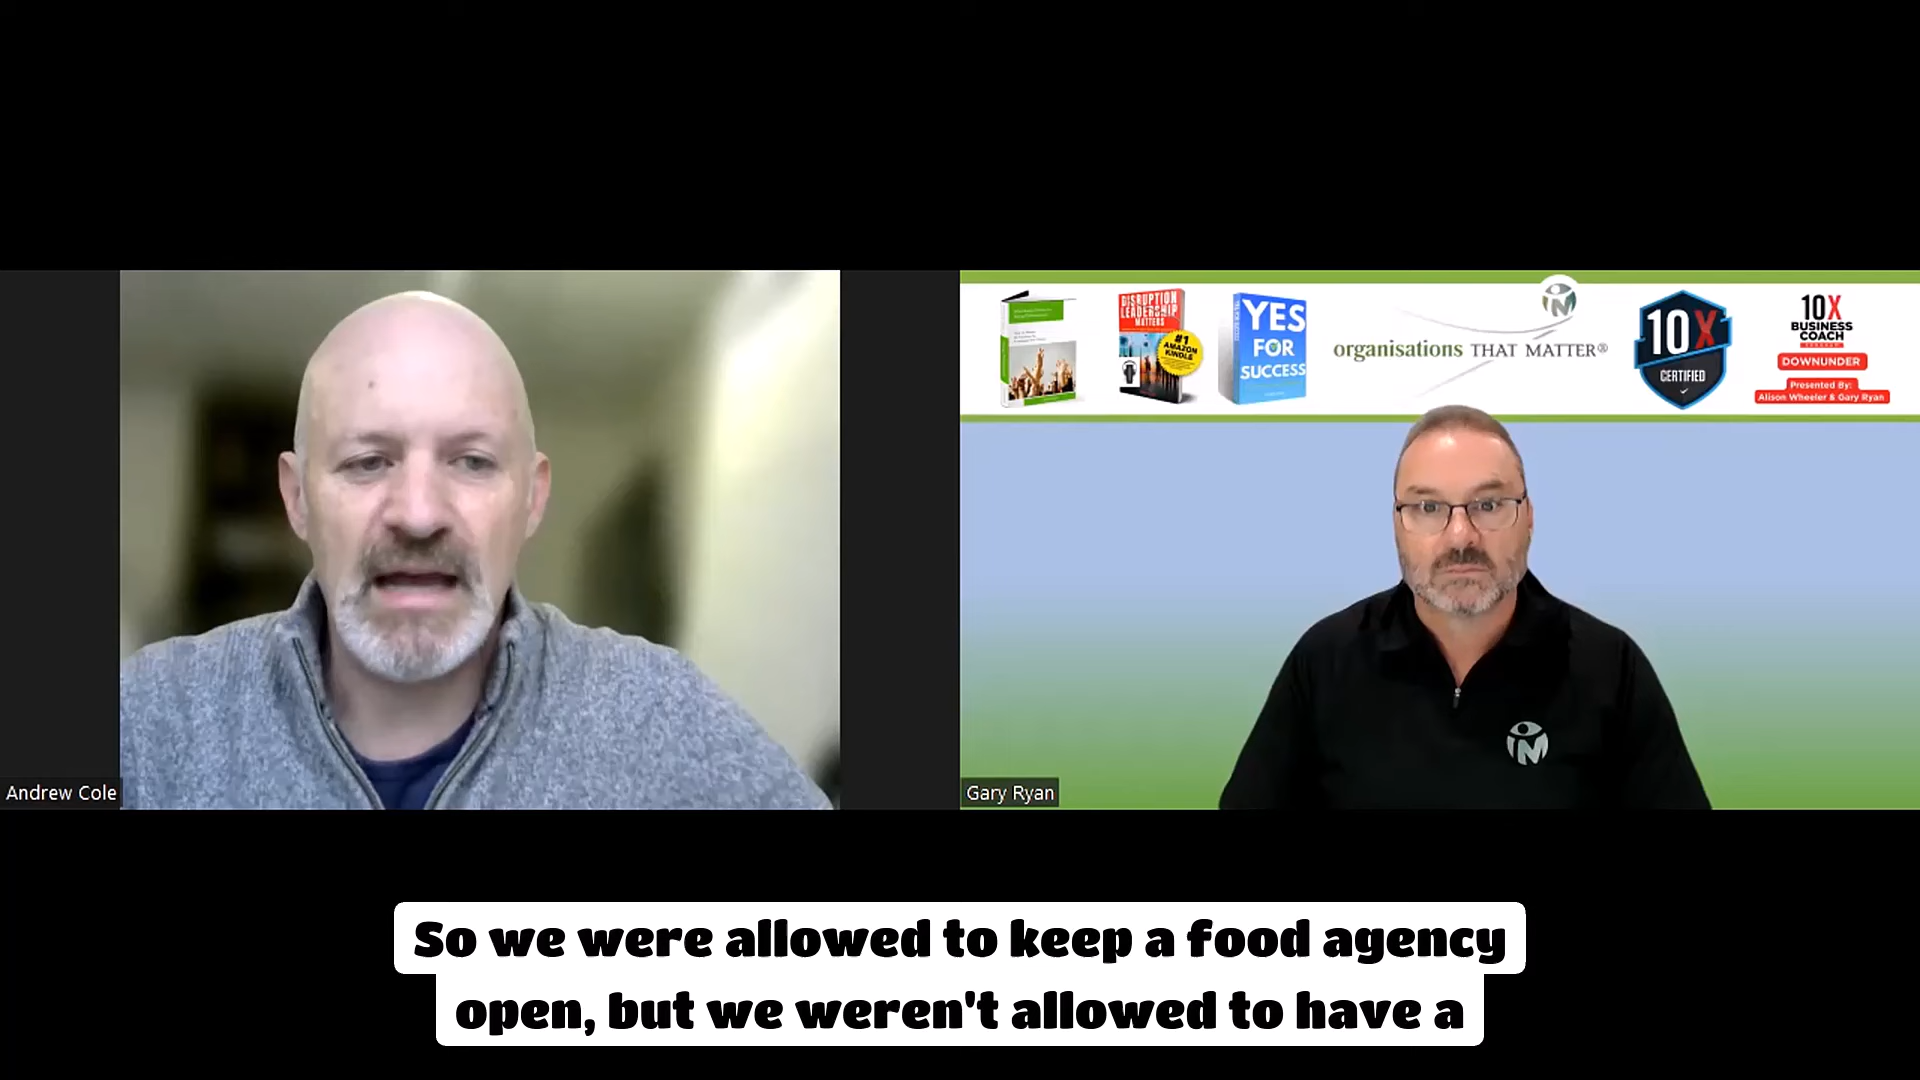 DISRUPTION
LEADERSHIP
MATTERS
#1
AMAZON
KINDLE
YES
FOR
SUCCESS
organisations THAT MATTER®
10X
CERTIFIED
10X
BUSINESS
COACH
DOWNUNDER
Presented By:
Alison Wheeler & Gary Ryan
Andrew Cole
Gary Ryan
So we were allowed to keep a food agency
open, but we weren't allowed to have a